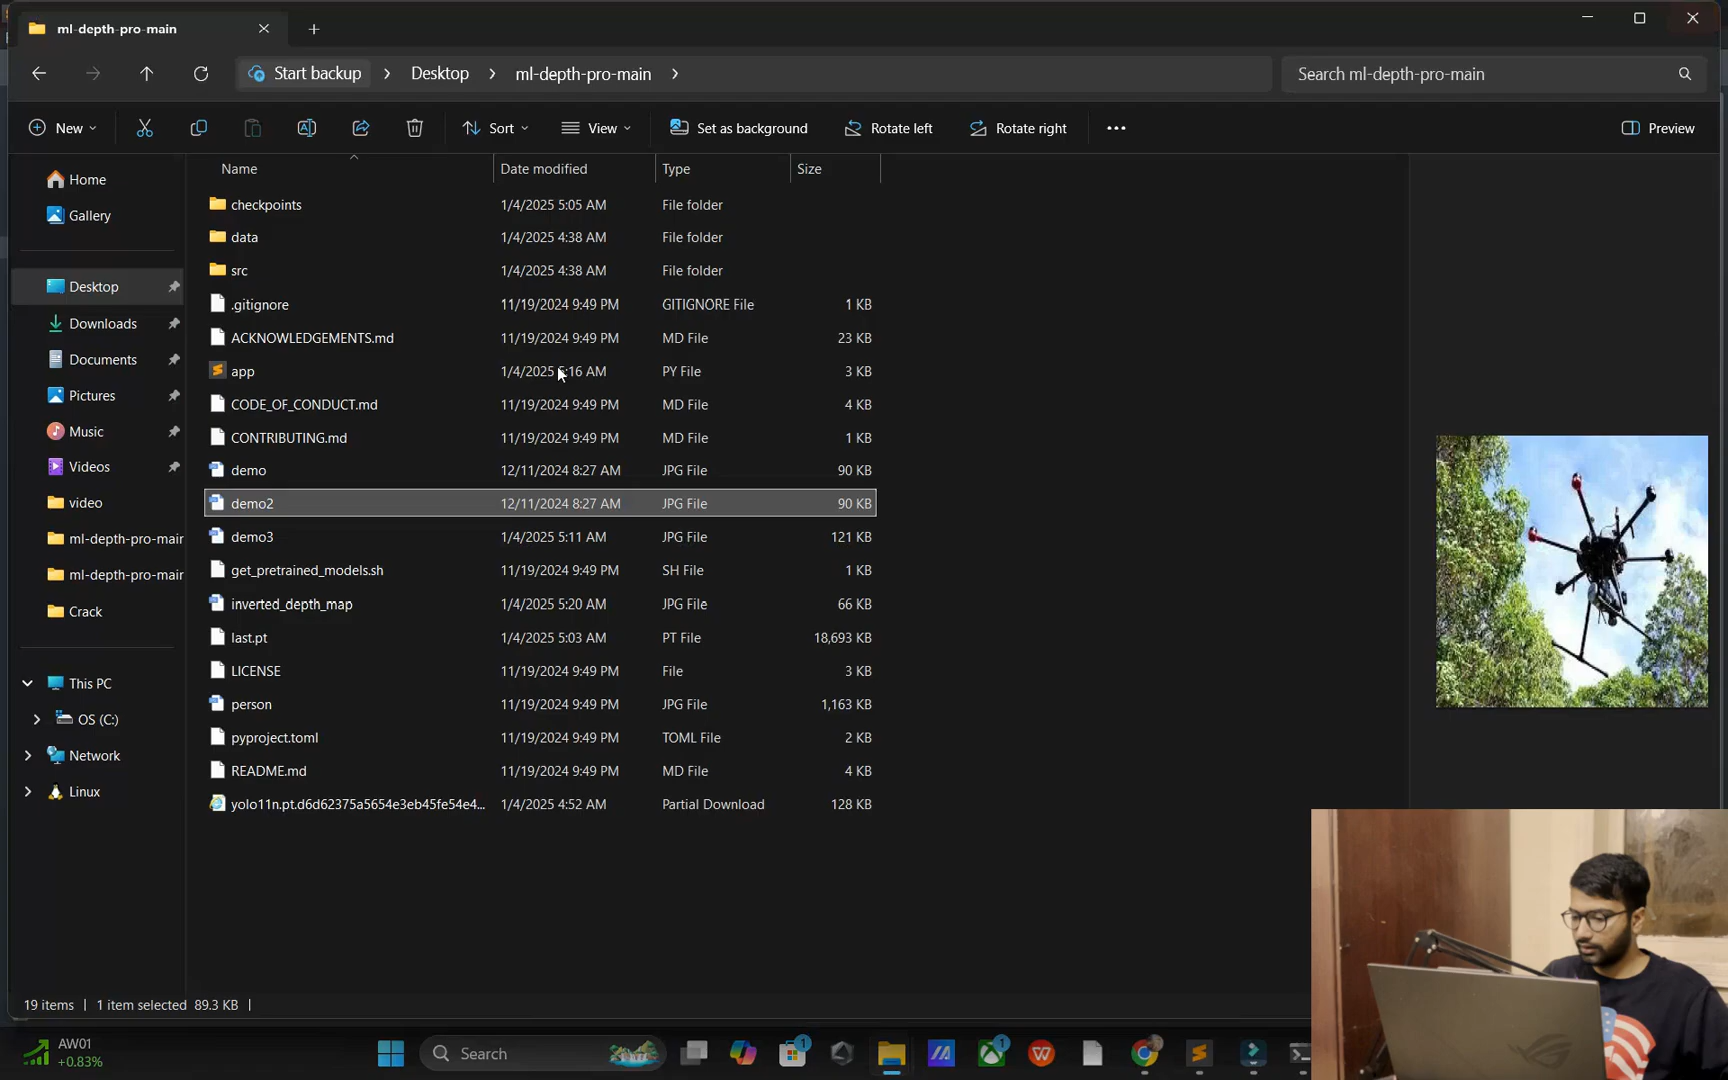 ml-depth-pro-main
Start backup
Desktop
ml-depth-pro-main
Search ml-depth-pro-main
New
Sort
View
Set as background
Rotate left
Rotate right
Preview
Name Date modified Type Size
Home
Gallery
Desktop
Downloads
Documents
Pictures
Music
Videos
video
ml-depth-pro-mair
ml-depth-pro-mair
Crack
This PC
OS (C:)
Network
Linux
checkpoints 1/4/2025 5:05 AM File folder
data 1/4/2025 4:38 AM File folder
src 1/4/2025 4:38 AM File folder
.gitignore 11/19/2024 9:49 PM GITIGNORE File 1 KB
ACKNOWLEDGEMENTS.md 11/19/2024 9:49 PM MD File 23 KB
app 1/4/2025 :16 AM PY File 3 KB
CODE_OF_CONDUCT.md 11/19/2024 9:49 PM MD File 4 KB
CONTRIBUTING.md 11/19/2024 9:49 PM MD File 1 KB
demo 12/11/2024 8:27 AM JPG File 90 KB
demo2 12/11/2024 8:27 AM JPG File 90 KB
demo3 1/4/2025 5:11 AM JPG File 121 KB
get_pretrained_models.sh 11/19/2024 9:49 PM SH File 1 KB
inverted_depth_map 1/4/2025 5:20 AM JPG File 66 KB
last.pt 1/4/2025 5:03 AM PT File 18,693 KB
LICENSE 11/19/2024 9:49 PM File 3 KB
person 11/19/2024 9:49 PM JPG File 1,163 KB
pyproject.toml 11/19/2024 9:49 PM TOML File 2 KB
README.md 11/19/2024 9:49 PM MD File 4 KB
yolo11n.pt.d6d62375a5654e3eb45fe54e4... 1/4/2025 4:52 AM Partial Download 128 KB
19 items 1 item selected 89.3 KB
AW01
+0.83%
Search
1
1